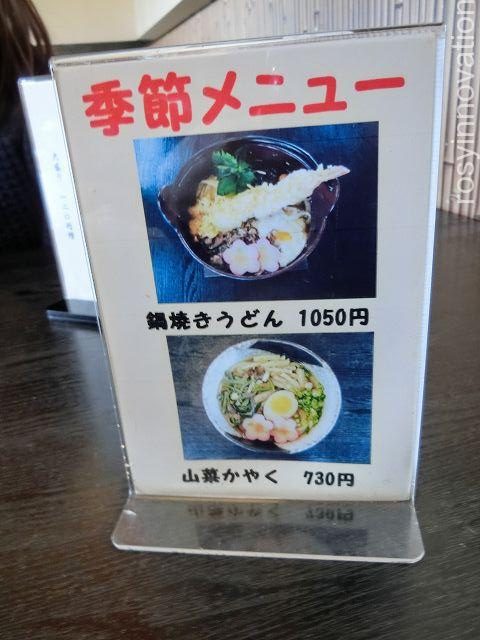 季節メニュー
鍋焼きうどん 1050円
山菜かやく 730円
rosyinnovation